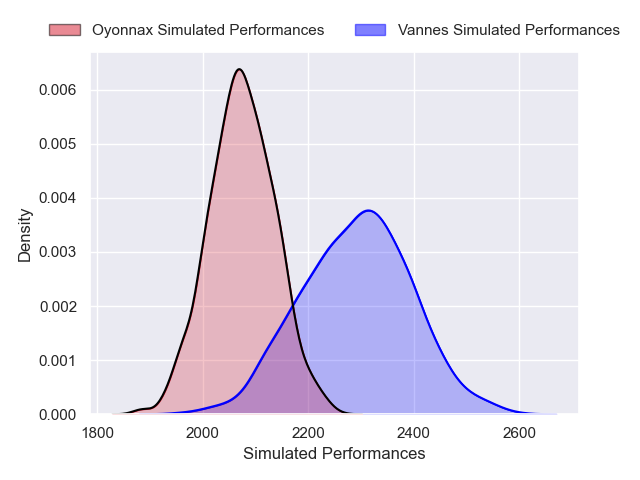 Oyonnax Simulated Performances
Vannes Simulated Performances
0.006
0.005
0.004
0.003
0.002
0.001
0.000
Density
1800 2000 2200 2400 2600
Simulated Performances